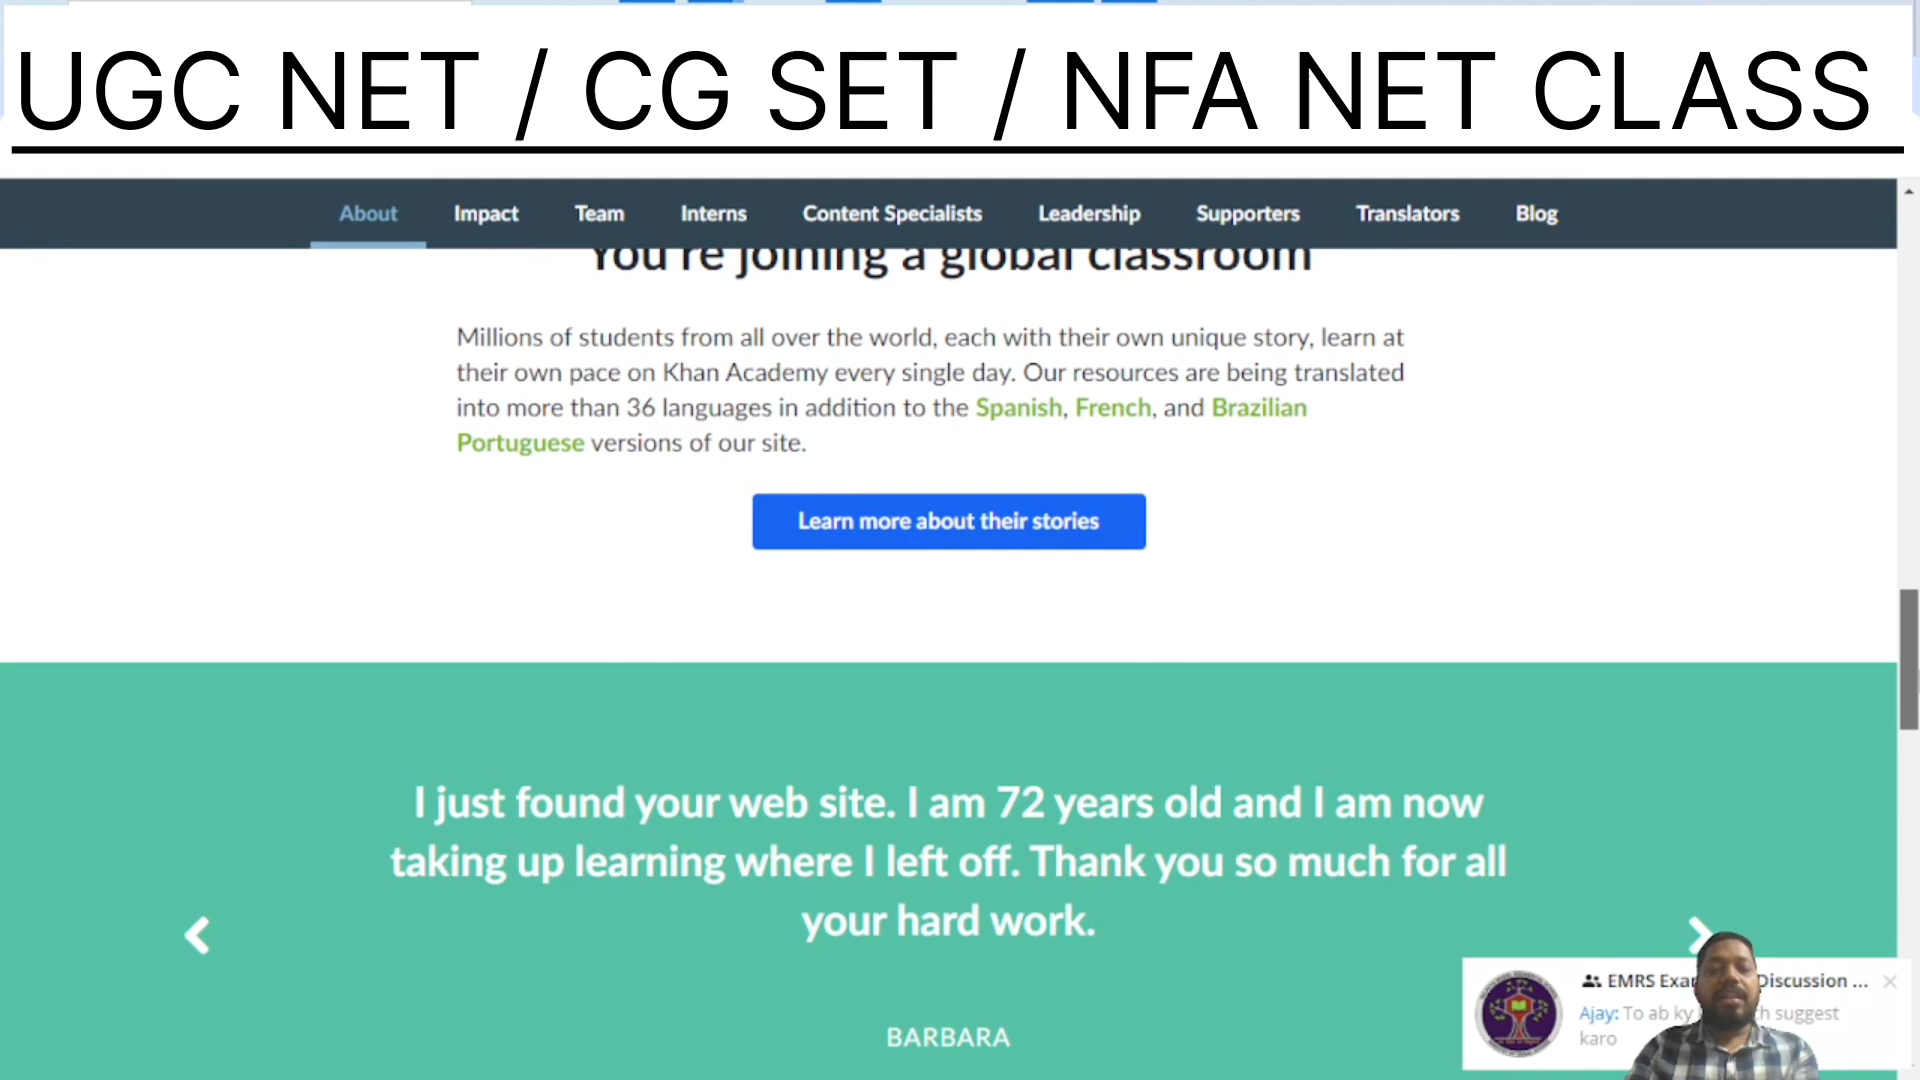 UGC NET / CG SET / NFA NET CLASS
About Impact Team Interns Content Specialists Leadership Supporters Translators Blog
You're joining a global classroom
Millions of students from all over the world, each with their own unique story, learn at
their own pace on Khan Academy every single day. Our resources are being translated
into more than 36 languages in addition to the Spanish, French, and Brazilian
Portuguese versions of our site.
Learn more about their stories
I just found your web site. I am 72 years old and I am now
taking up learning where I left off. Thank you so much for all
your hard work.
BARBARA
EMRS Discussion ...
Ajay: To ab ky suggest
karo